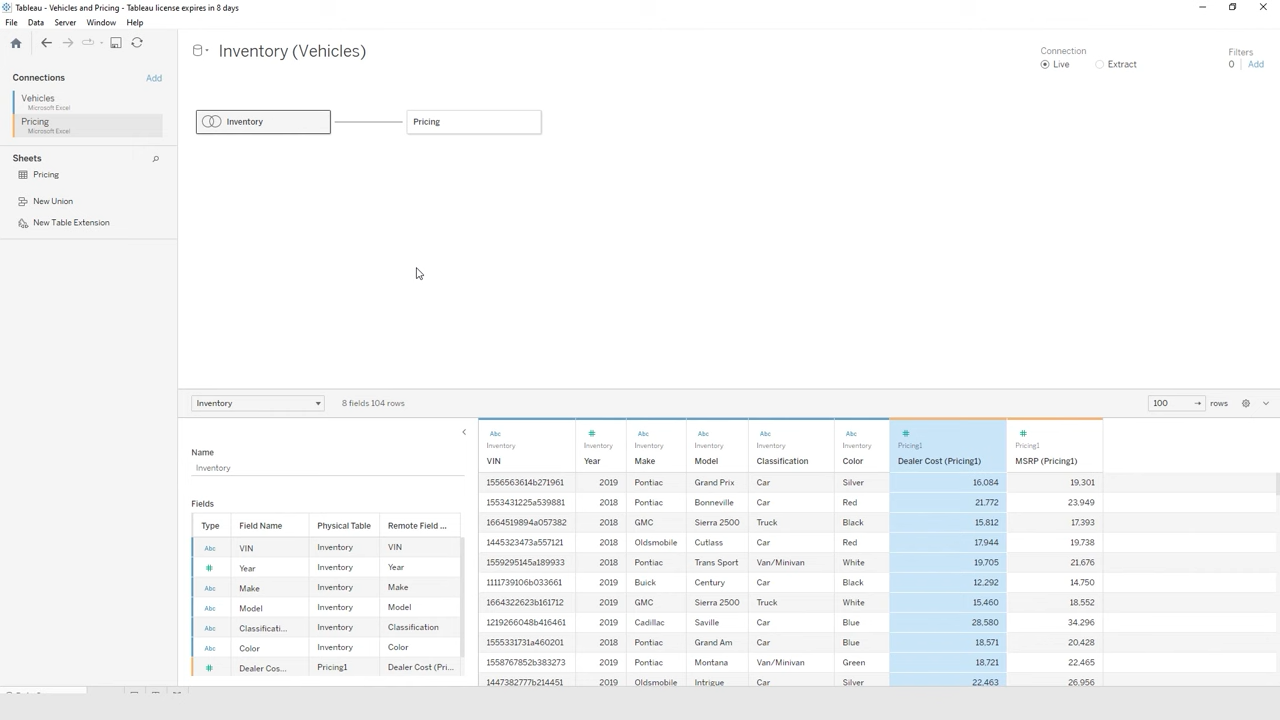 Tableau - Vehicles and Pricing - Tableau license expires in 8 days
File Data Server Window Help
Connections Add
Vehicles
Microsoft Excel
Pricing
Microsoft Excel
Sheets
Pricing
New Union
New Table Extension
Inventory (Vehicles)
Connection
Live Extract
Filters
0 Add
Inventory Pricing
Inventory 8 fields 104 rows 100 → rows
Name
Inventory
Fields
Type Field Name Physical Table Remote Field ...
Abc VIN Inventory VIN
# Year Inventory Year
Abc Make Inventory Make
Abc Model Inventory Model
Abc Classificati... Inventory Classification
Abc Color Inventory Color
# Dealer Cos... Pricing1 Dealer Cost (Pri...
Abc # Abc Abc Abc Abc # #
Inventory Inventory Inventory Inventory Inventory Inventory Pricing1 Pricing1
VIN Year Make Model Classification Color Dealer Cost (Pricing1) MSRP (Pricing1)
1556563614b271961 2019 Pontiac Grand Prix Car Silver 16,084 19,301
1553431225a539881 2018 Pontiac Bonneville Car Red 21,772 23,949
1664519894a057382 2018 GMC Sierra 2500 Truck Black 15,812 17,393
1445323473a557121 2018 Oldsmobile Cutlass Car Red 17,944 19,738
1559295145a189933 2018 Pontiac Trans Sport Van/Minivan White 19,705 21,676
1111739106b033661 2019 Buick Century Car Black 12,292 14,750
1664322623b161712 2019 GMC Sierra 2500 Truck White 15,460 18,552
1219266048b416461 2019 Cadillac Saville Car Blue 28,580 34,296
1555331731a460201 2018 Pontiac Grand Am Car Blue 18,571 20,428
1558767852b383273 2019 Pontiac Montana Van/Minivan Green 18,721 22,465
1447382777b214451 2019 Oldsmobile Intrigue Car Silver 22,463 26,956